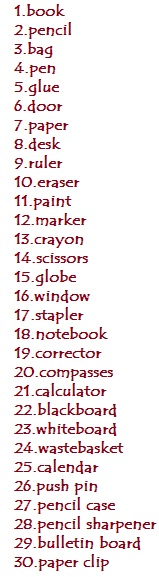 1.book
2.pencil
3.bag
4.pen
5.glue
6.door
7.paper
8.desk
9.ruler
10.eraser
11.paint
12.marker
13.crayon
14.scissors
15.globe
16.window
17.stapler
18.notebook
19.corrector
20.compasses
21.calculator
22.blackboard
23.whiteboard
24.wastebasket
25.calendar
26.push pin
27.pencil case
28.pencil sharpener
29.bulletin board
30.paper clip